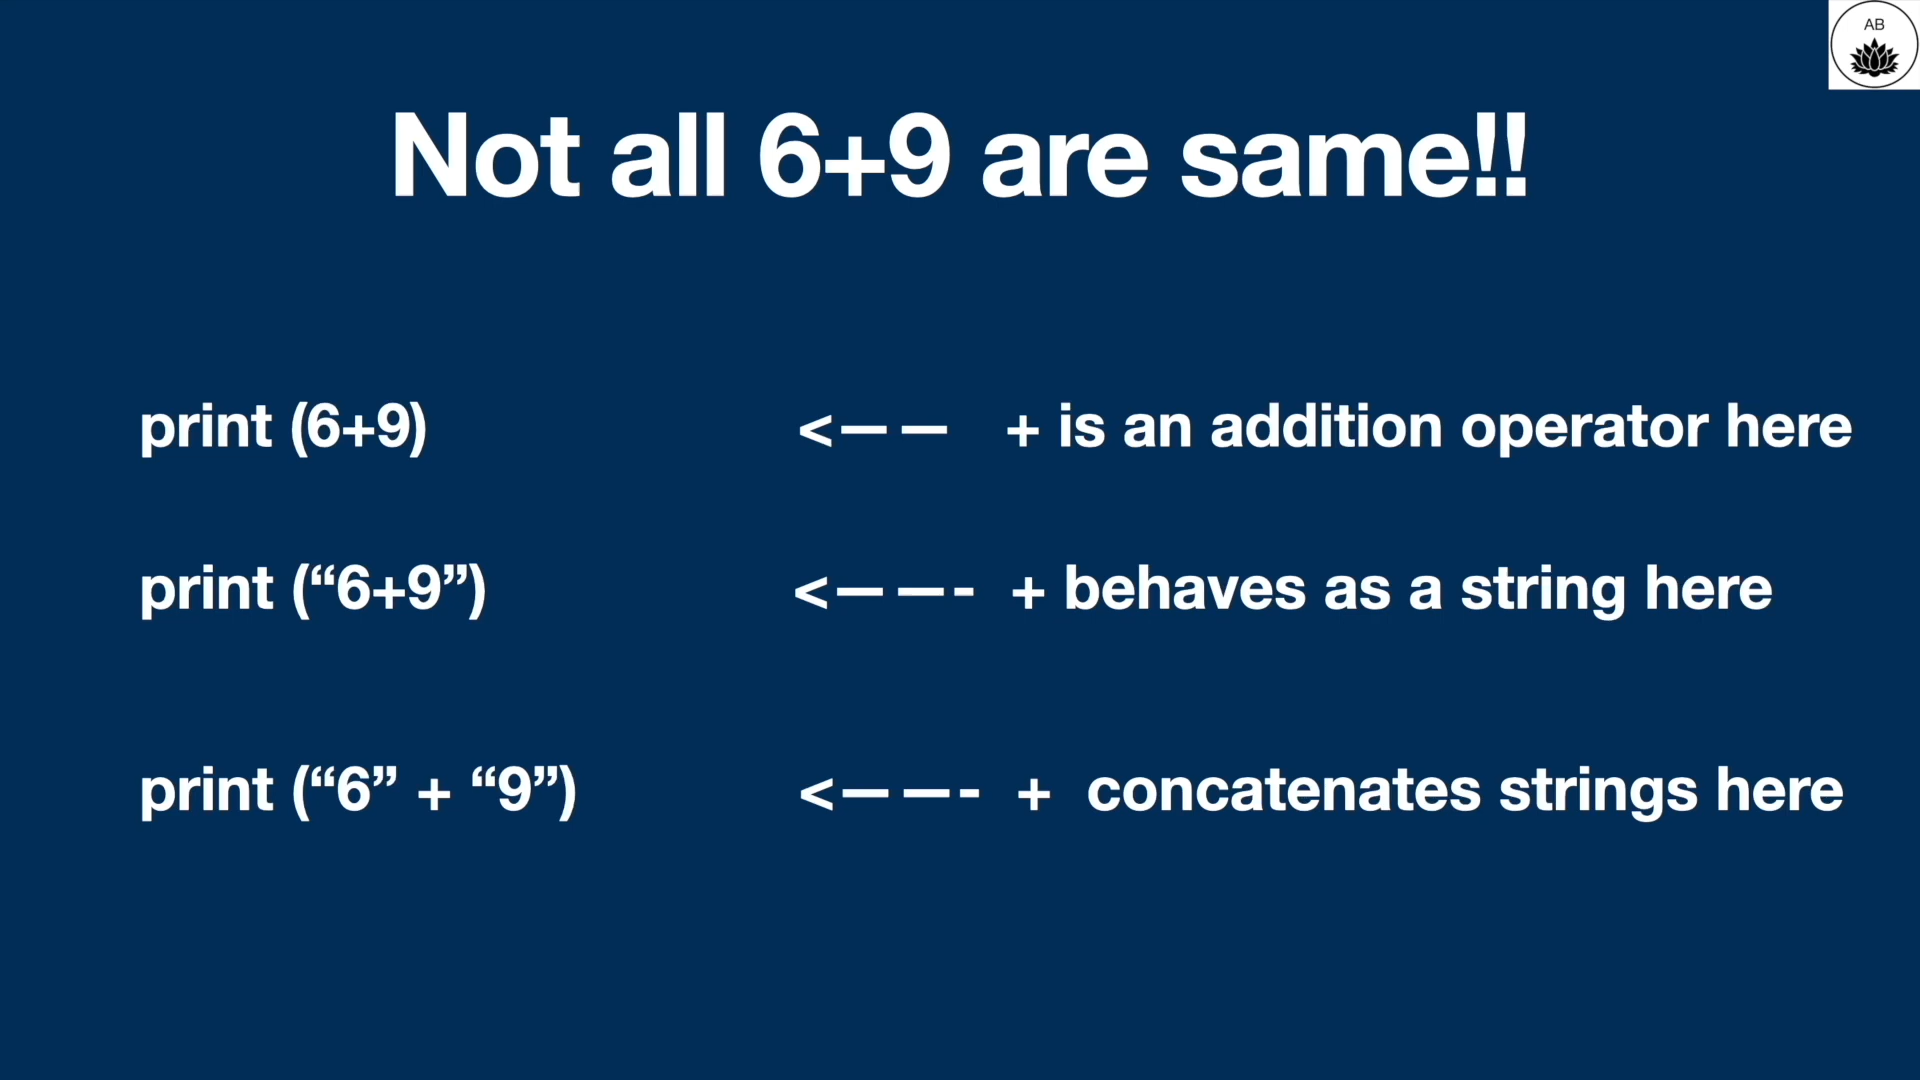 AB
Not all 6+9 are same!!
print (6+9) <—— + is an addition operator here
print (“6+9”) <——- + behaves as a string here
print (“6” + “9”) <——- + concatenates strings here